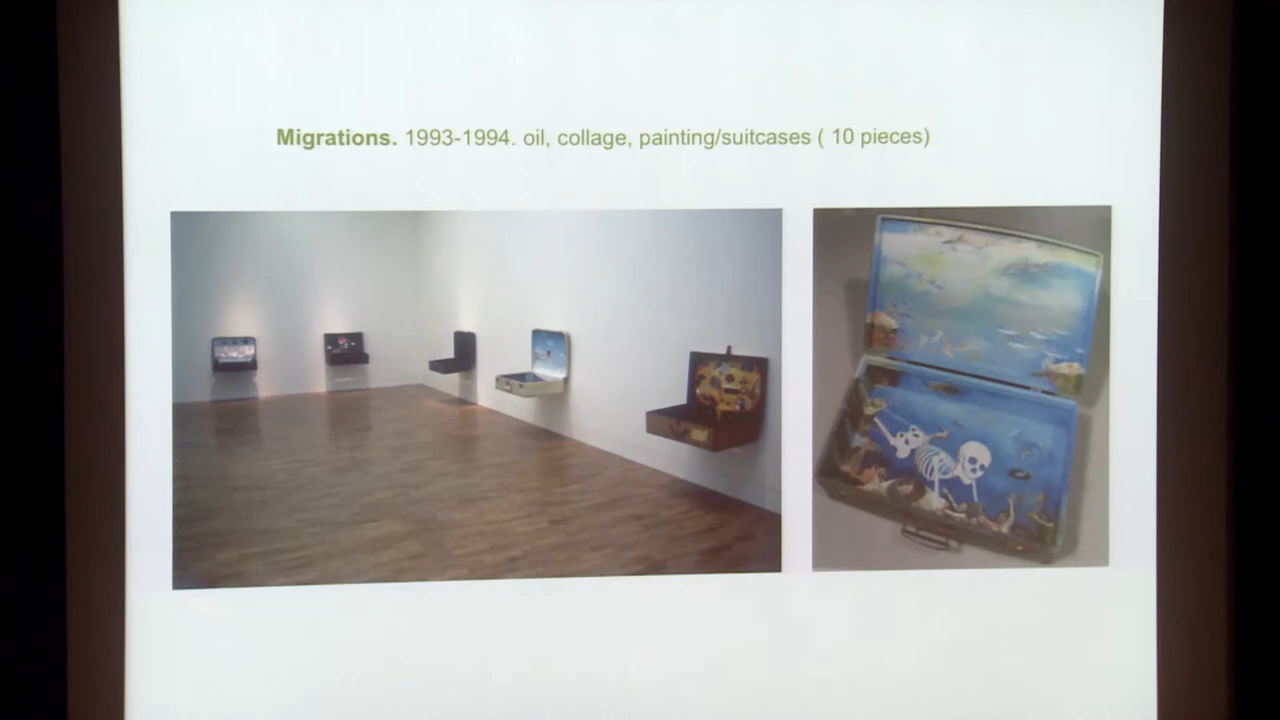 Migrations. 1993-1994. oil, collage, painting/suitcases ( 10 pieces)